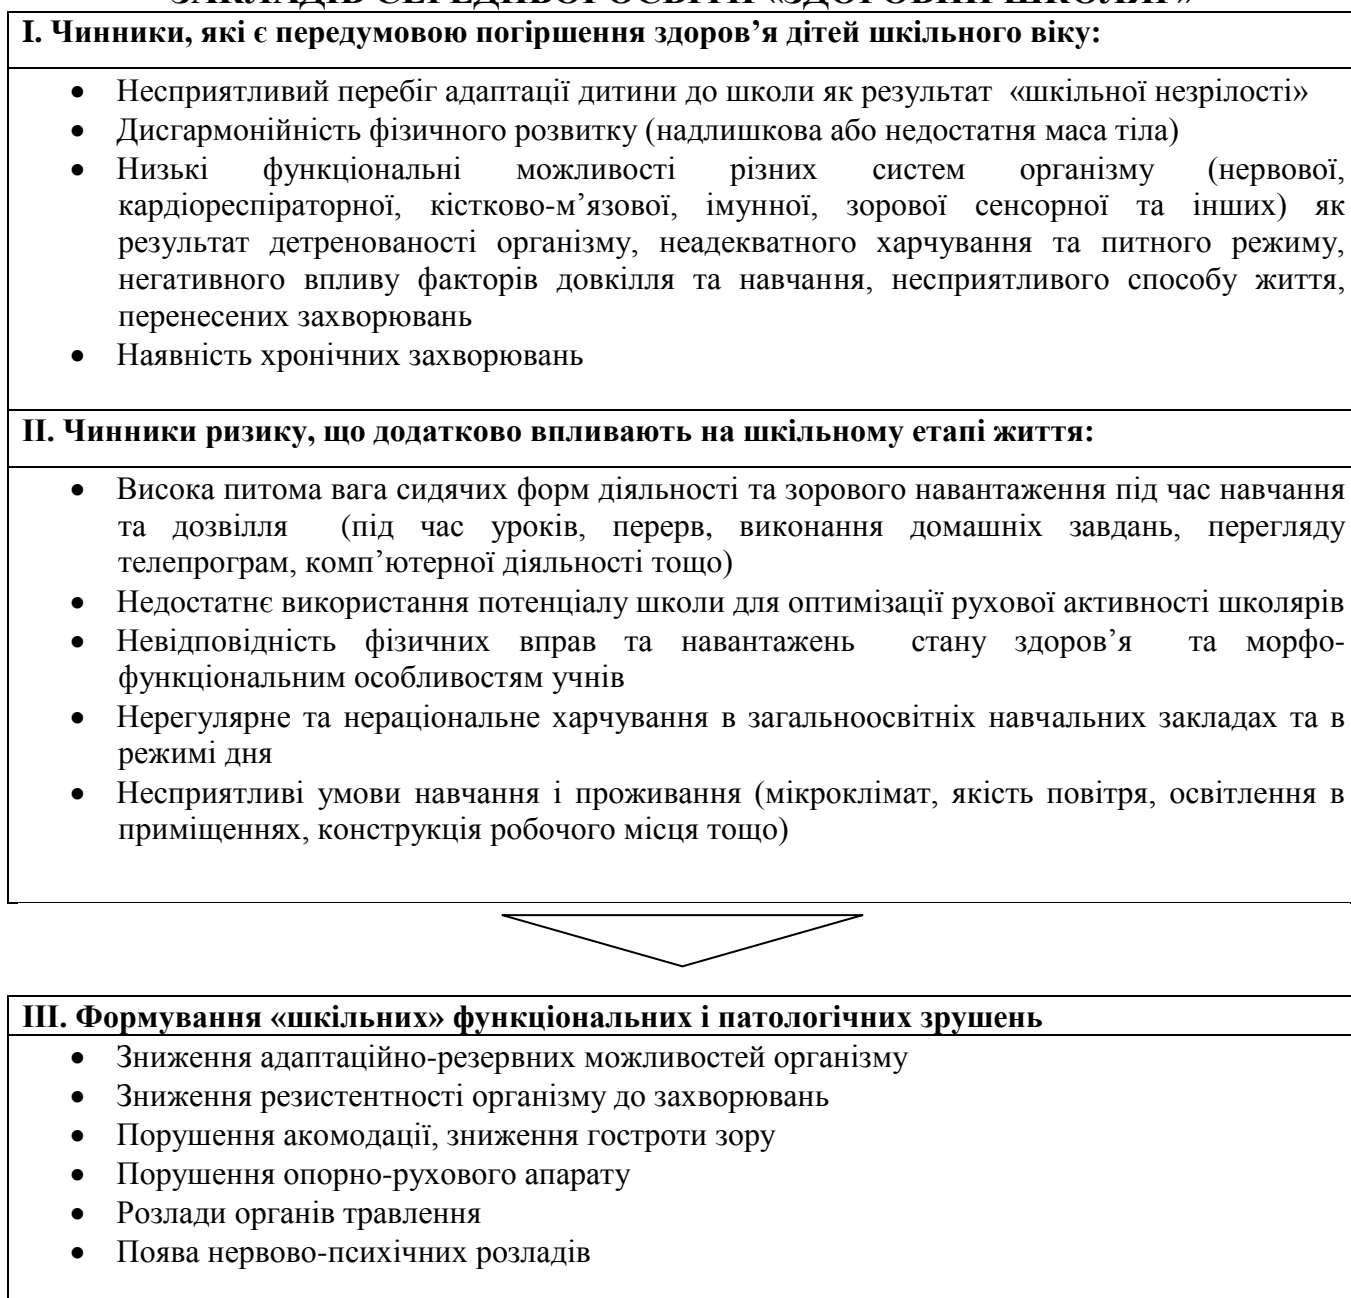 ЗАКЛАДІВ СЕРЕДНЬОЇ ОСВІТИ «ЗДОРОВИЙ ШКОЛЯР»
І. Чинники, які є передумовою погіршення здоров’я дітей шкільного віку:
• Несприятливий перебіг адаптації дитини до школи як результат «шкільної незрілості»
• Дисгармонійність фізичного розвитку (надлишкова або недостатня маса тіла)
• Низькі функціональні можливості різних систем організму (нервової,
кардіореспіраторної, кістково-м’язової, імунної, зорової сенсорної та інших) як
результат детренованості організму, неадекватного харчування та питного режиму,
негативного впливу факторів довкілля та навчання, несприятливого способу життя,
перенесених захворювань
• Наявність хронічних захворювань
ІІ. Чинники ризику, що додатково впливають на шкільному етапі життя:
• Висока питома вага сидячих форм діяльності та зорового навантаження під час навчання
та дозвілля (під час уроків, перерв, виконання домашніх завдань, перегляду
телепрограм, комп’ютерної діяльності тощо)
• Недостатнє використання потенціалу школи для оптимізації рухової активності школярів
• Невідповідність фізичних вправ та навантажень стану здоров’я та морфо-
функціональним особливостям учнів
• Нерегулярне та нераціональне харчування в загальноосвітніх навчальних закладах та в
режимі дня
• Несприятливі умови навчання і проживання (мікроклімат, якість повітря, освітлення в
приміщеннях, конструкція робочого місця тощо)
ІІІ. Формування «шкільних» функціональних і патологічних зрушень
• Зниження адаптаційно-резервних можливостей організму
• Зниження резистентності організму до захворювань
• Порушення акомодації, зниження гостроти зору
• Порушення опорно-рухового апарату
• Розлади органів травлення
• Поява нервово-психічних розладів